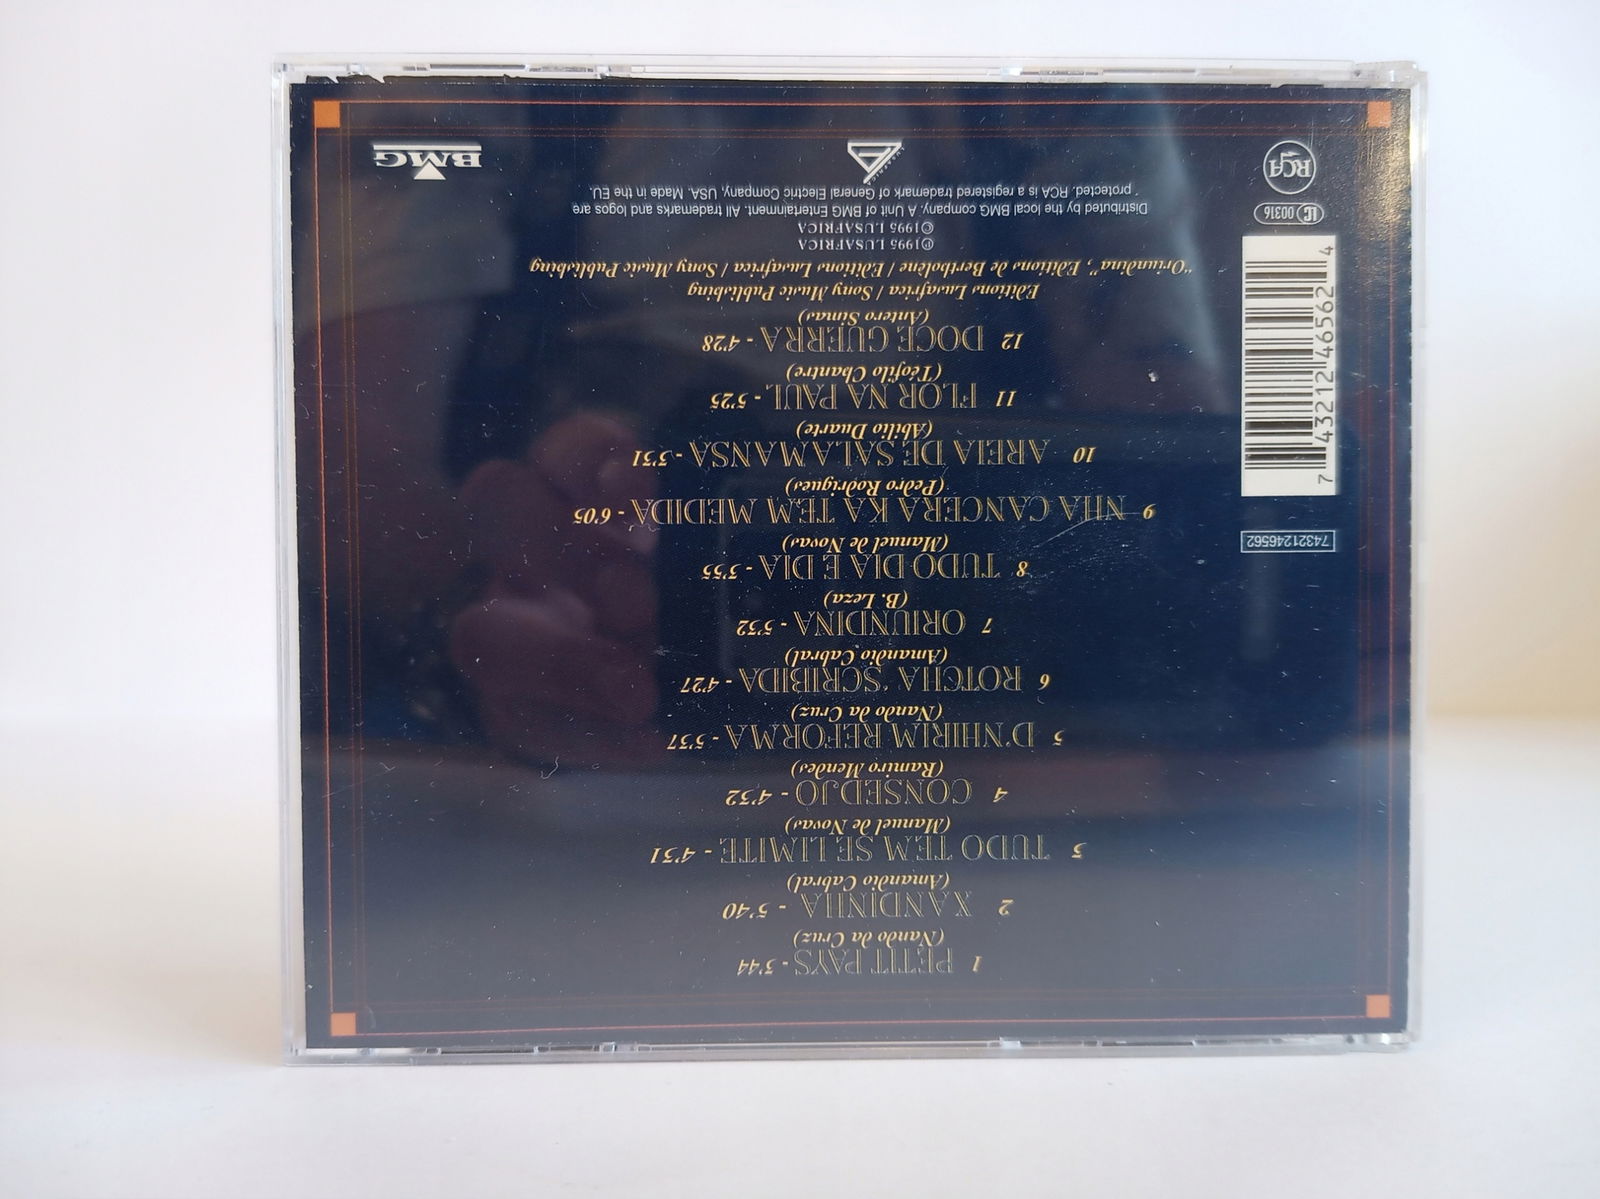 1 PETIT PAYS - 3'44
(Nando da Cruz)
2 XANDINHA - 5'40
(Amandio Cabral)
3 TUDO TEM SE LIMITE - 4'31
(Manuel de Novas)
4 CONSEDJO - 4'32
(Ramiro Mendes)
5 D'NHIRIM REFORMA - 3'37
(Nando da Cruz)
6 ROTCHA 'SCRIBIDA - 4'27
(Amandio Cabral)
7 ORIUNDINA - 3'32
(B. Leza)
8 TUDO DIA E DIA - 3'55
(Manuel de Novas)
9 NHA CANCERA KA TEM MEDIDA - 6'05
(Pedro Rodrigues)
10 AREIA DE SALAMANSA - 3'31
(Abilio Duarte)
11 FLOR NA PAUL - 5'25
(Téofilo Chantre)
12 DOCE GUERRA - 4'28
(Antero Simas)
Editions Lusafrica / Sony Music Publishing
"Oriundina", Editions de Bertholène / Editions Lusafrica / Sony Music Publishing
℗1995 LUSAFRICA
©1995 LUSAFRICA
Distributed by the local BMG company. A Unit of BMG Entertainment. All trademarks and logos are
protected. RCA is a registered trademark of General Electric Company, USA. Made in the EU.
74321246562
7 43212 46562 4
LC 00316
RCA
LUSAFRICA
BMG